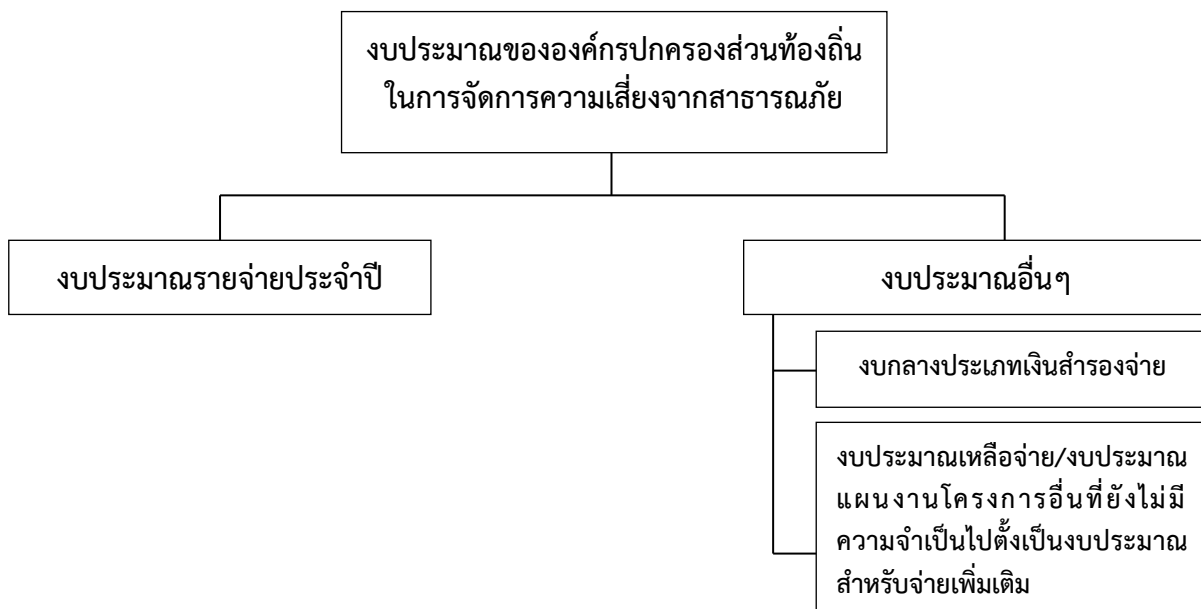 งบประมาณขององค์กรปกครองส่วนท้องถิ่น
ในการจัดการความเสี่ยงจากสาธารณภัย
งบประมาณรายจ่ายประจำปี
งบประมาณอื่นๆ
งบกลางประเภทเงินสำรองจ่าย
งบประมาณเหลือจ่าย/งบประมาณ
แผนงานโครงการอื่นที่ยังไม่มี
ความจำเป็นไปตั้งเป็นงบประมาณ
สำหรับจ่ายเพิ่มเติม